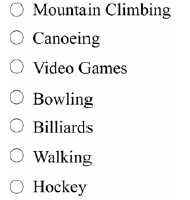 Mountain Climbing
Canoeing
Video Games
Bowling
Billiards
Walking
Hockey